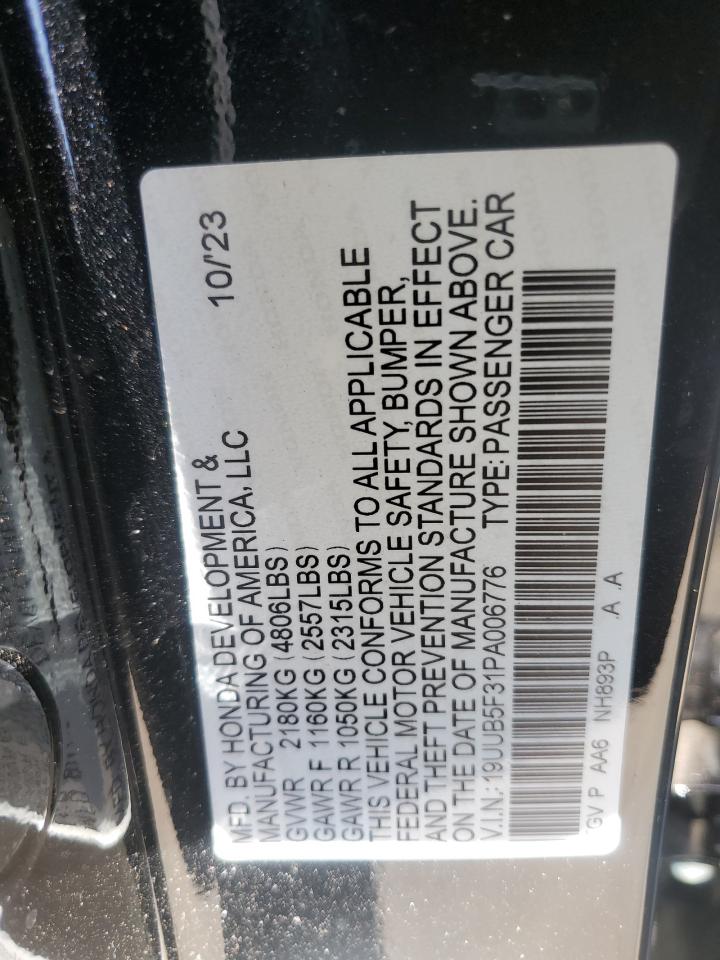 MFD. BY HONDA DEVELOPMENT & 10/'23
MANUFACTURING OF AMERICA, LLC
GVWR 2180KG (4806LBS)
GAWR F 1160KG (2557LBS)
GAWR R 1050KG (2315LBS)
THIS VEHICLE CONFORMS TO ALL APPLICABLE
FEDERAL MOTOR VEHICLE SAFETY, BUMPER,
AND THEFT PREVENTION STANDARDS IN EFFECT
ON THE DATE OF MANUFACTURE SHOWN ABOVE.
V.I.N.: 19UUB5F31PA006776 TYPE: PASSENGER CAR
TGV P AA6 NH893P .A .A